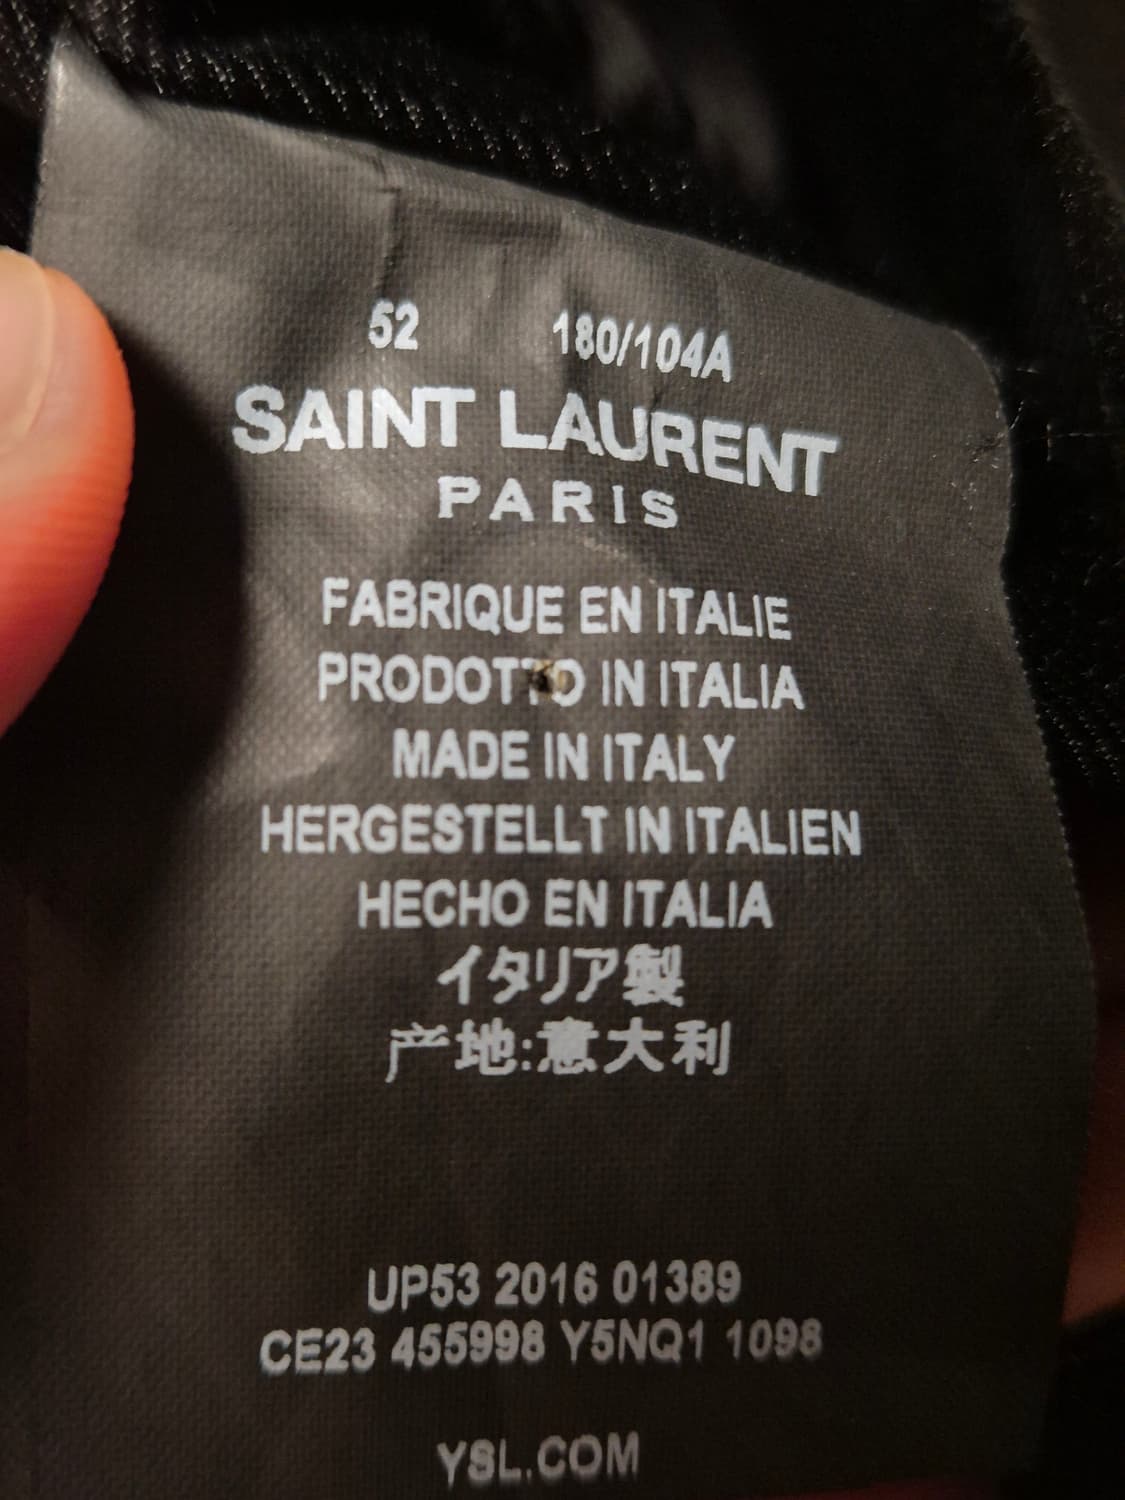 52 180/104A
SAINT LAURENT
PARIS
FABRIQUE EN ITALIE
PRODOTTO IN ITALIA
MADE IN ITALY
HERGESTELLT IN ITALIEN
HECHO EN ITALIA
イタリア製
产地:意大利
UP53 2016 01389
CE23 455998 Y5NQ1 1098
YSL.COM